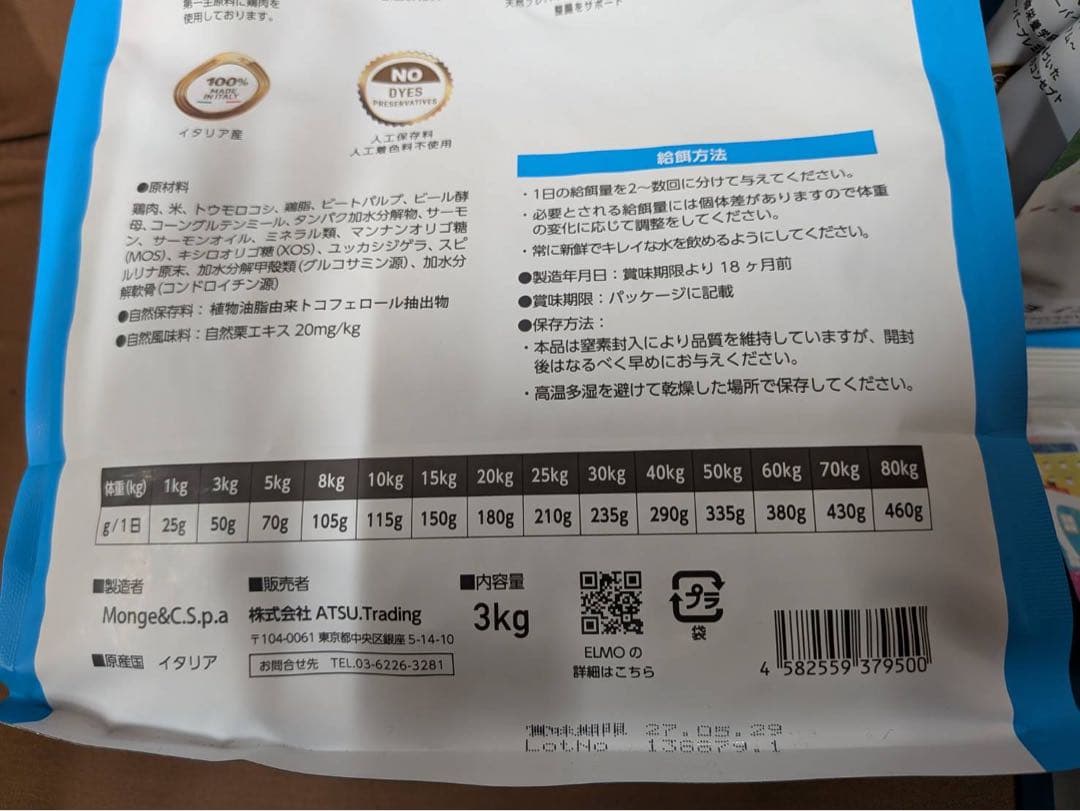 第一主原料に鶏肉を
使用しております。
整腸をサポート
100%
MADE
IN ITALY
イタリア産
NO
DYES
PRESERVATIVES
人工保存料
人工着色料不使用
●原材料
鶏肉、米、トウモロコシ、鶏脂、ビートパルプ、ビール酵
母、コーングルテンミール、タンパク加水分解物、サーモ
ン、サーモンオイル、ミネラル類、マンナンオリゴ糖
(MOS)、キシロオリゴ糖(XOS)、ユッカシジゲラ、スピ
ルリナ原末、加水分解甲殻類(グルコサミン源)、加水分
解軟骨(コンドロイチン源)
●自然保存料：植物油脂由来トコフェロール抽出物
●自然風味料：自然栗エキス 20mg/kg
給餌方法
・1日の給餌量を2～数回に分けて与えてください。
・必要とされる給餌量には個体差がありますので体重
の変化に応じて調整をしてください。
・常に新鮮でキレイな水を飲めるようにしてください。
●製造年月日：賞味期限より 18 ヶ月前
●賞味期限：パッケージに記載
●保存方法：
・本品は窒素封入により品質を維持していますが、開封
後はなるべく早めにお与えください。
・高温多湿を避けて乾燥した場所で保存してください。
体重(kg) 1kg 3kg 5kg 8kg 10kg 15kg 20kg 25kg 30kg 40kg 50kg 60kg 70kg 80kg
g/1日 25g 50g 70g 105g 115g 150g 180g 210g 235g 290g 335g 380g 430g 460g
■製造者
Monge&C.S.p.a
■原産国 イタリア
■販売者
株式会社 ATSU.Trading
〒104-0061 東京都中央区銀座 5-14-10
お問合せ先 TEL.03-6226-3281
■内容量
3kg
ELMO の
詳細はこちら
プラ
袋
4 582559 379500
賞味期限 27.05.29
LotNo 136879.1